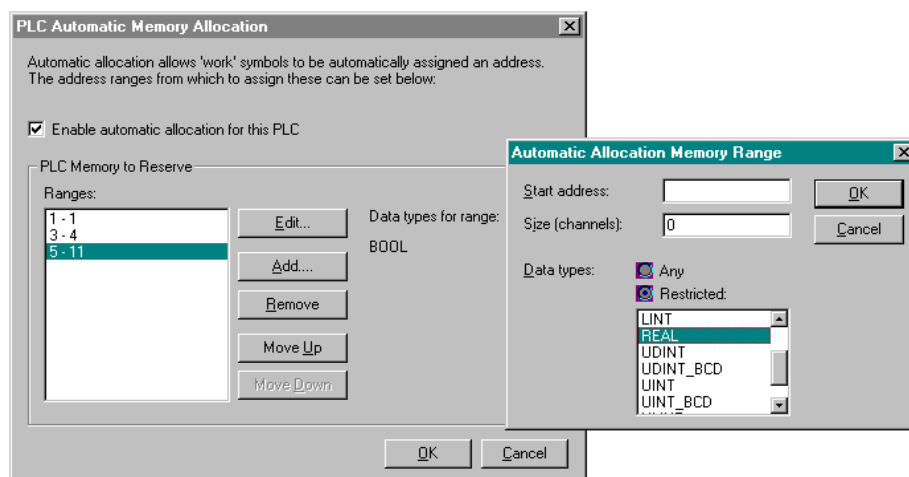 PLC Automatic Memory Allocation
Automatic allocation allows 'work' symbols to be automatically assigned an address.
The address ranges from which to assign these can be set below:
Enable automatic allocation for this PLC
PLC Memory to Reserve
Ranges:
1 - 1
3 - 4
5 - 11
Edit...
Add....
Remove
Move Up
Move Down
Data types for range:
BOOL
OK
Cancel
Automatic Allocation Memory Range
Start address:
Size (channels):
0
OK
Cancel
Data types:
Any
Restricted:
LINT
REAL
UDINT
UDINT_BCD
UINT
UINT_BCD